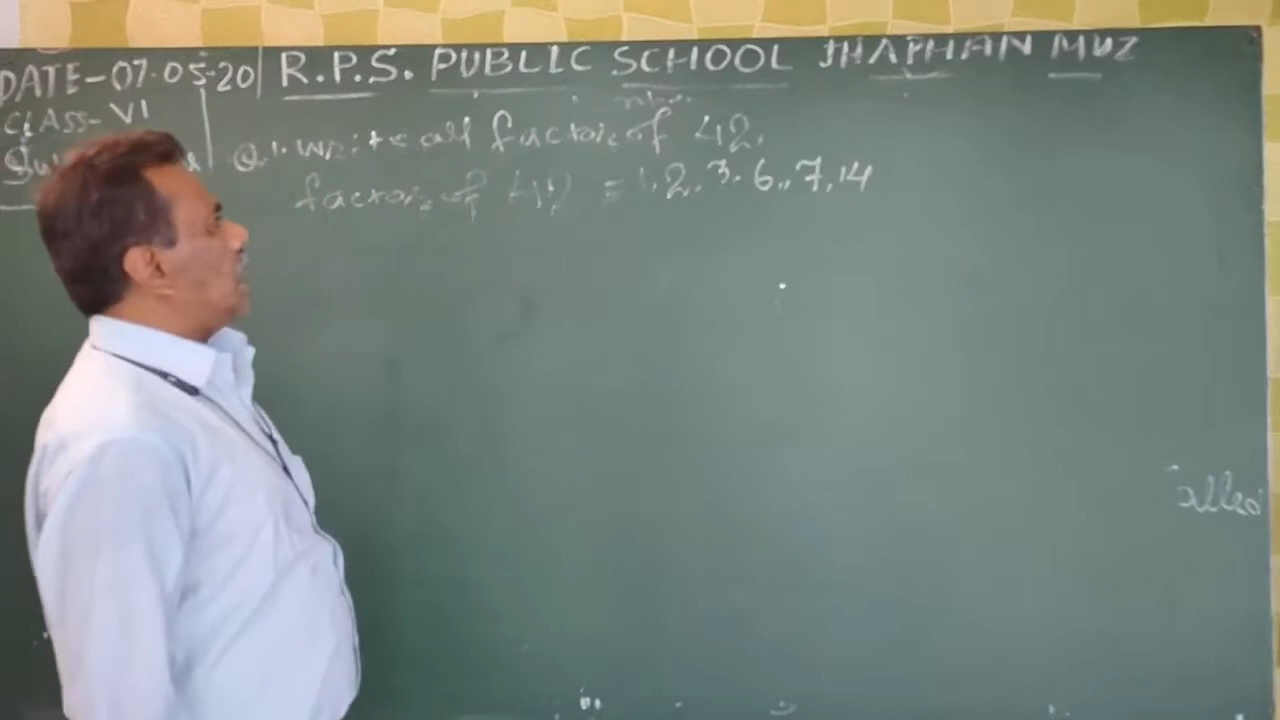 DATE-07.05.20 R.P.S. PUBLIC SCHOOL JHAPHAN MUZ
CLASS-VI
Q.1. write all factors of 42.
factors of 42 = 1, 2, 3, 6, 7, 14